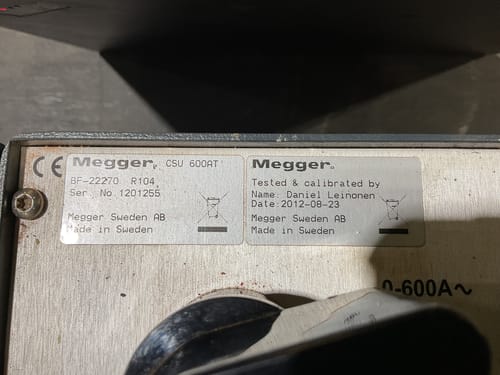 CE
Megger® CSU 600AT
BF-22270 R104
Ser. No.1201255
Megger Sweden AB
Made in Sweden
Megger®
Tested & calibrated by
Name: Daniel Leinonen
Date:2012-08-23
Megger Sweden AB
Made in Sweden
0-600A~